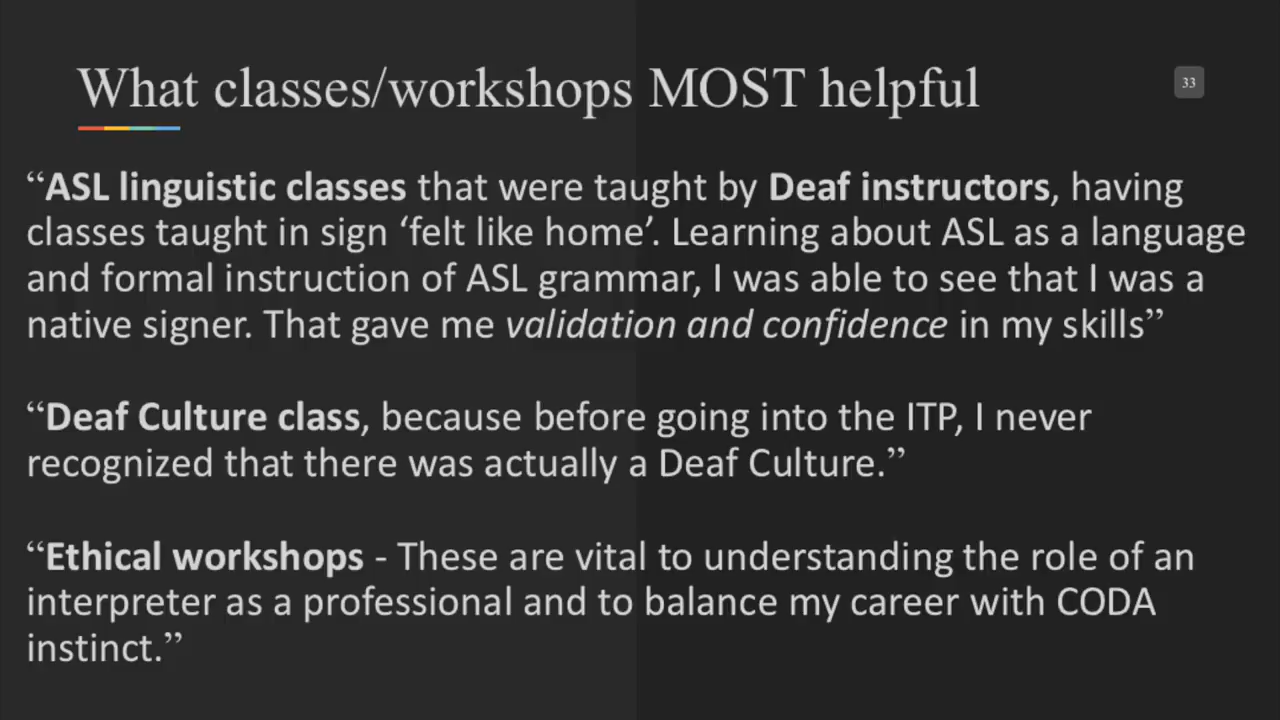 What classes/workshops MOST helpful
33
“ASL linguistic classes that were taught by Deaf instructors, having
classes taught in sign ‘felt like home’. Learning about ASL as a language
and formal instruction of ASL grammar, I was able to see that I was a
native signer. That gave me validation and confidence in my skills”
“Deaf Culture class, because before going into the ITP, I never
recognized that there was actually a Deaf Culture.”
“Ethical workshops - These are vital to understanding the role of an
interpreter as a professional and to balance my career with CODA
instinct.”